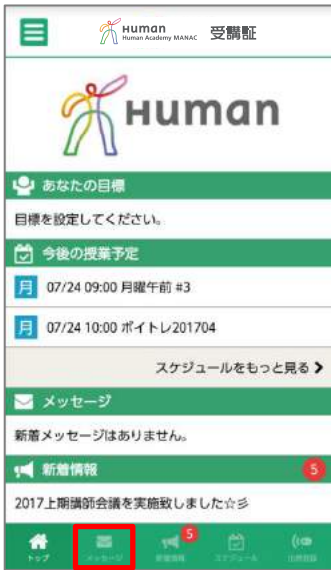 Human
Human Academy MANAC
受講証
Human
あなたの目標
目標を設定してください。
今後の授業予定
月 07/24 09:00 月曜午前 #3
月 07/24 10:00 ボイトレ201704
スケジュールをもっと見る
メッセージ
新着メッセージはありません。
新着情報 5
2017上期講師会議を実施致しました☆彡
5
トップ メッセージ 新着情報 スケジュール